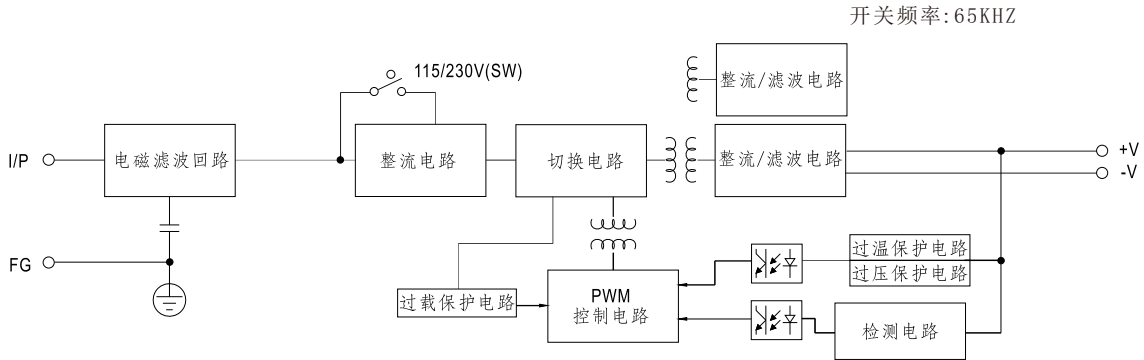 开关频率:65KHZ
115/230V(SW)
整流/滤波电路
I/P
电磁滤波回路
整流电路
切换电路
整流/滤波电路
+V
-V
FG
过温保护电路
过压保护电路
过载保护电路
PWM
控制电路
检测电路